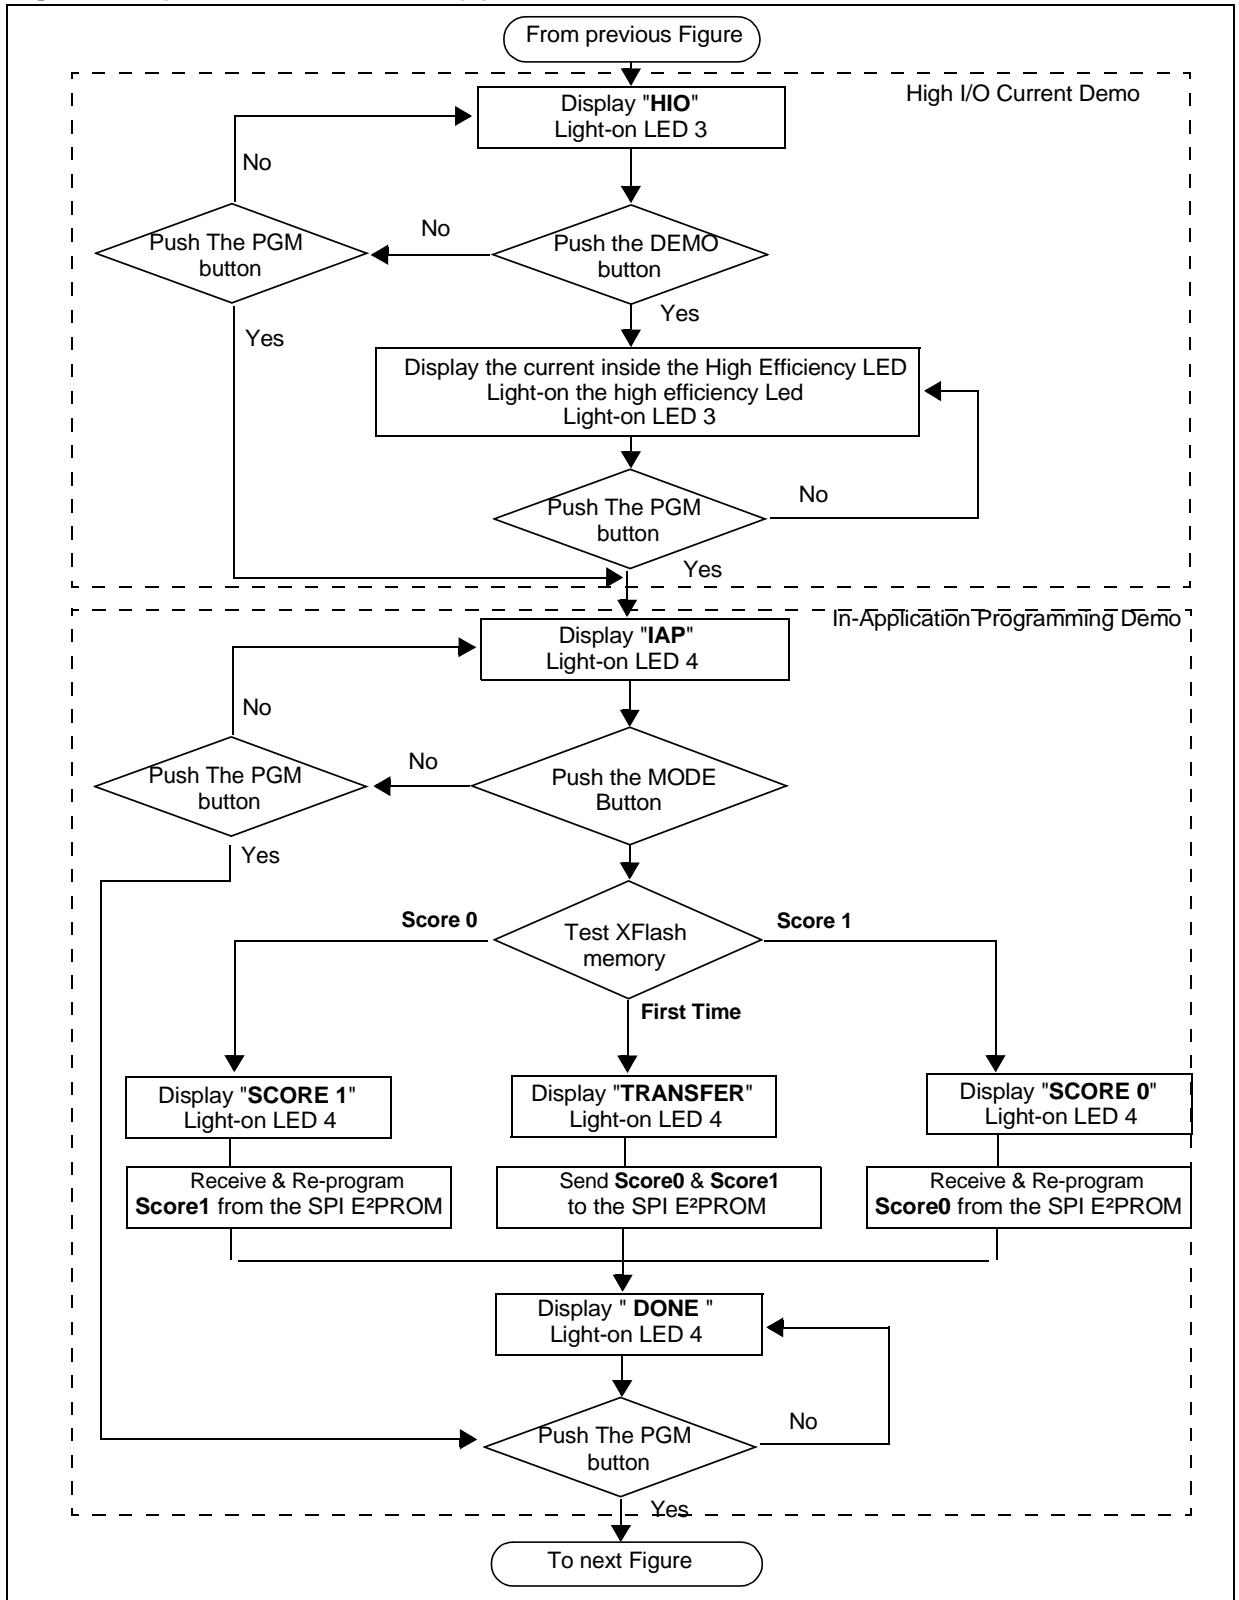 From previous Figure
High I/O Current Demo
Display "HIO"
Light-on LED 3
No
No
Push The PGM
button
Push the DEMO
button
Yes
Yes
Display the current inside the High Efficiency LED
Light-on the high efficiency Led
Light-on LED 3
Push The PGM
button
No
Yes
In-Application Programming Demo
Display "IAP"
Light-on LED 4
No
No
Push The PGM
button
Push the MODE
Button
Yes
Score 0
Test XFlash
memory
Score 1
First Time
Display "SCORE 1"
Light-on LED 4
Display "TRANSFER"
Light-on LED 4
Display "SCORE 0"
Light-on LED 4
Receive & Re-program
Score1 from the SPI E²PROM
Send Score0 & Score1
to the SPI E²PROM
Receive & Re-program
Score0 from the SPI E²PROM
Display " DONE "
Light-on LED 4
Push The PGM
button
No
Yes
To next Figure